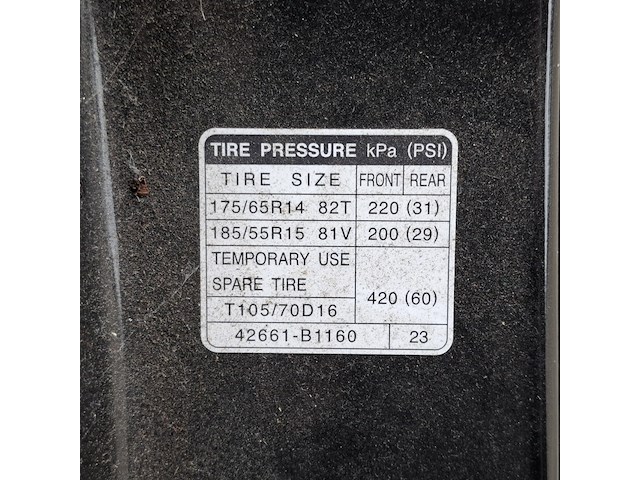 TIRE PRESSURE kPa (PSI)
TIRE SIZE FRONT REAR
175/65R14 82T 220 (31)
185/55R15 81V 200 (29)
TEMPORARY USE
SPARE TIRE
420 (60)
T105/70D16
42661-B1160 23